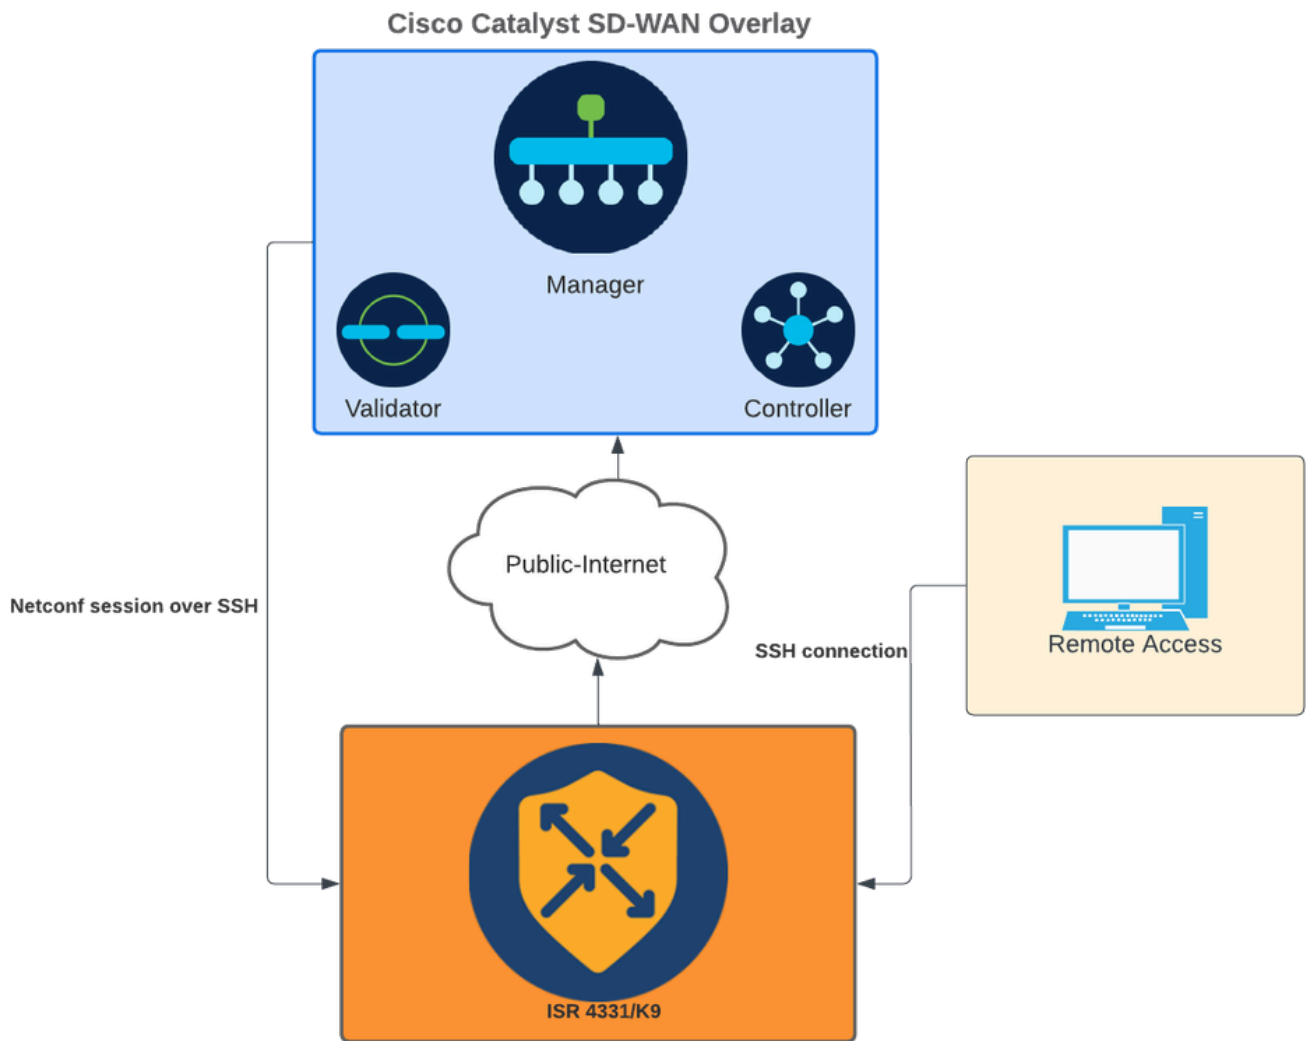 Cisco Catalyst SD-WAN Overlay
Manager
Validator
Controller
Public-Internet
Netconf session over SSH
SSH connection
Remote Access
ISR 4331/K9